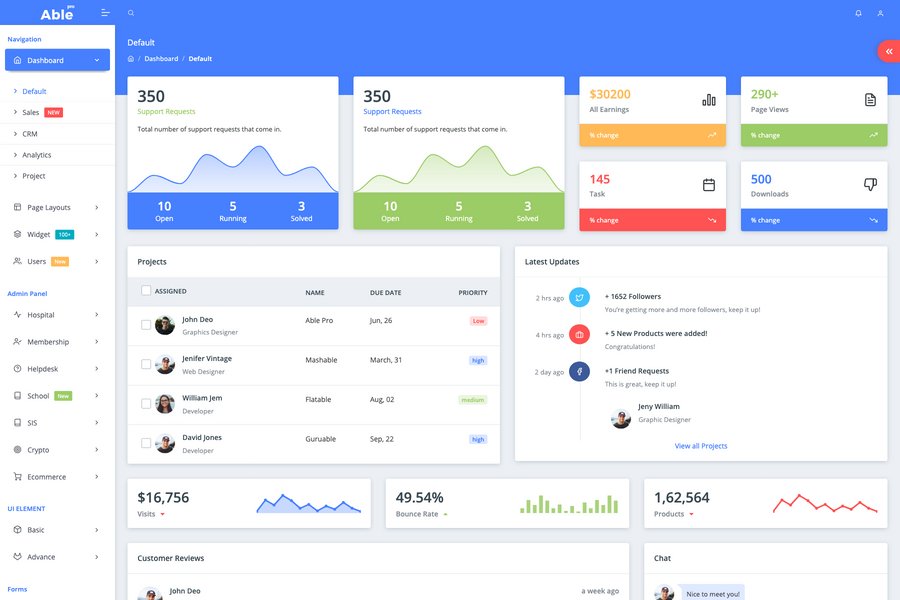 Able pro
Navigation
Dashboard
Default
Sales NEW
CRM
Analytics
Project
Page Layouts
Widget 100+
Users New
Admin Panel
Hospital
Membership
Helpdesk
School New
SIS
Crypto
Ecommerce
UI ELEMENT
Basic
Advance
Forms
Default
/ Dashboard / Default
350
Support Requests
Total number of support requests that come in.
10 5 3
Open Running Solved
350
Support Requests
Total number of support requests that come in.
10 5 3
Open Running Solved
$30200
All Earnings
% change
290+
Page Views
% change
145
Task
% change
500
Downloads
% change
Projects
ASSIGNED NAME DUE DATE PRIORITY
John Deo
Graphics Designer
Able Pro Jun, 26 Low
Jenifer Vintage
Web Designer
Mashable March, 31 high
William Jem
Developer
Flatable Aug, 02 medium
David Jones
Developer
Guruable Sep, 22 high
Latest Updates
2 hrs ago + 1652 Followers
You're getting more and more followers, keep it up!
4 hrs ago + 5 New Products were added!
Congratulations!
2 day ago +1 Friend Requests
This is great, keep it up!
Jeny William
Graphic Designer
View all Projects
$16,756
Visits
49.54%
Bounce Rate
1,62,564
Products
Customer Reviews
John Deo a week ago
Chat
Nice to meet you!